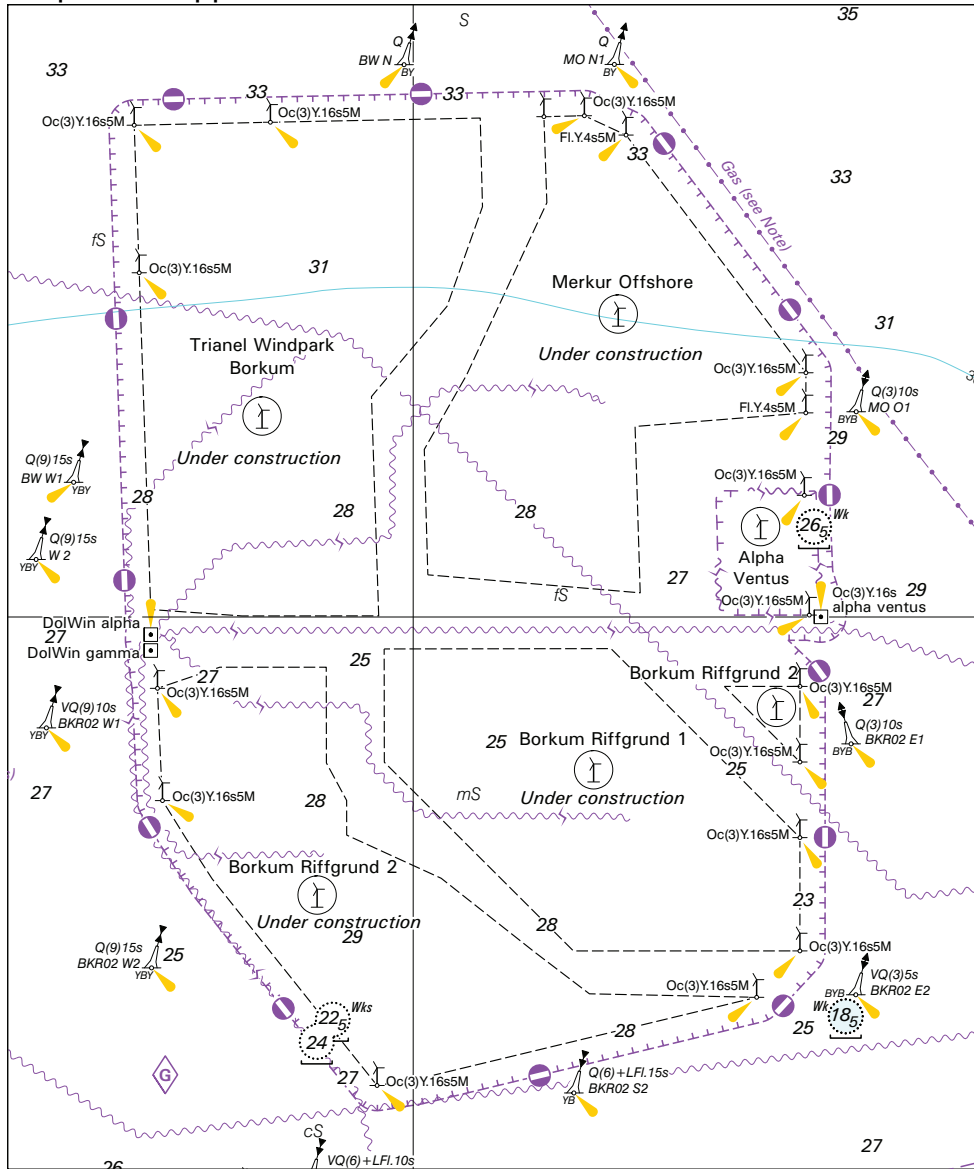 S
35
Q
BW N
BY
Q
MO N1
BY
33
33
33
33
Oc(3)Y.16s5M
Oc(3)Y.16s5M
Oc(3)Y.16s5M
Fl.Y.4s5M
33
33
Gas (see Note)
fS
31
Oc(3)Y.16s5M
Merkur Offshore
Under construction
31
Trianel Windpark
Borkum
Under construction
Oc(3)Y.16s5M
Fl.Y.4s5M
Q(3)10s
MO O1
BYB
29
Q(9)15s
BW W1
YBY
28
Oc(3)Y.16s5M
28
28
26
5
Wk
Q(9)15s
W 2
YBY
Alpha
Ventus
27
fS
Oc(3)Y.16s5M
Oc(3)Y.16s
alpha ventus
29
DolWin alpha
27
DolWin gamma
25
27
Oc(3)Y.16s5M
Borkum Riffgrund 2
Oc(3)Y.16s5M
27
VQ(9)10s
BKR02 W1
YBY
Q(3)10s
BKR02 E1
BYB
25
Borkum Riffgrund 1
Under construction
Oc(3)Y.16s5M
25
27
28
mS
Oc(3)Y.16s5M
Oc(3)Y.16s5M
Borkum Riffgrund 2
Under construction
29
23
28
Q(9)15s
BKR02 W2
YBY
25
Oc(3)Y.16s5M
Oc(3)Y.16s5M
VQ(3)5s
BKR02 E2
BYB
Wk
18
5
25
Wks
22
5
24
28
G
27
Oc(3)Y.16s5M
Q(6)+LFl.15s
BKR02 S2
YB
cS
27
VQ(6)+LFl.10s
26